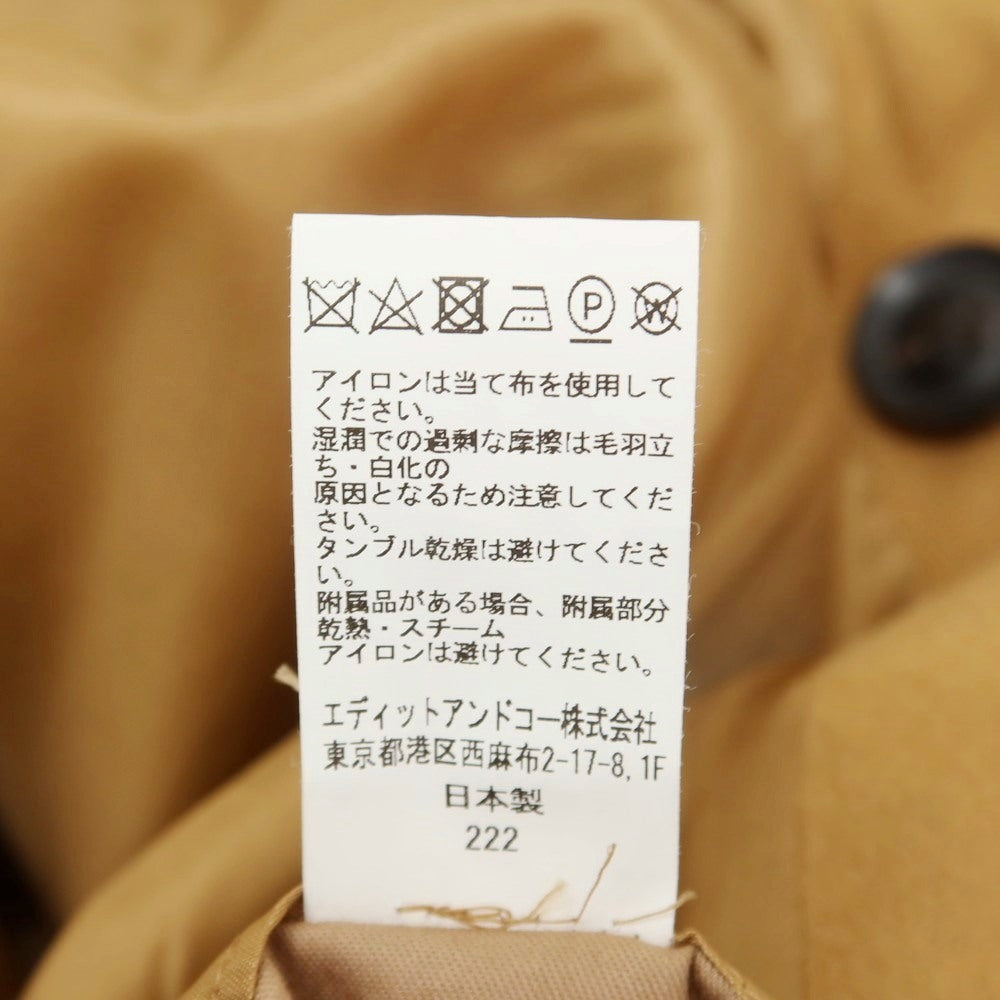 P W
アイロンは当て布を使用して
ください。
湿潤での過剰な摩擦は毛羽立
ち・白化の
原因となるため注意してくだ
さい。
タンブル乾燥は避けてくださ
い。
附属品がある場合、附属部分
乾熱・スチーム
アイロンは避けてください。
エディットアンドコー株式会社
東京都港区西麻布2-17-8,1F
日本製
222